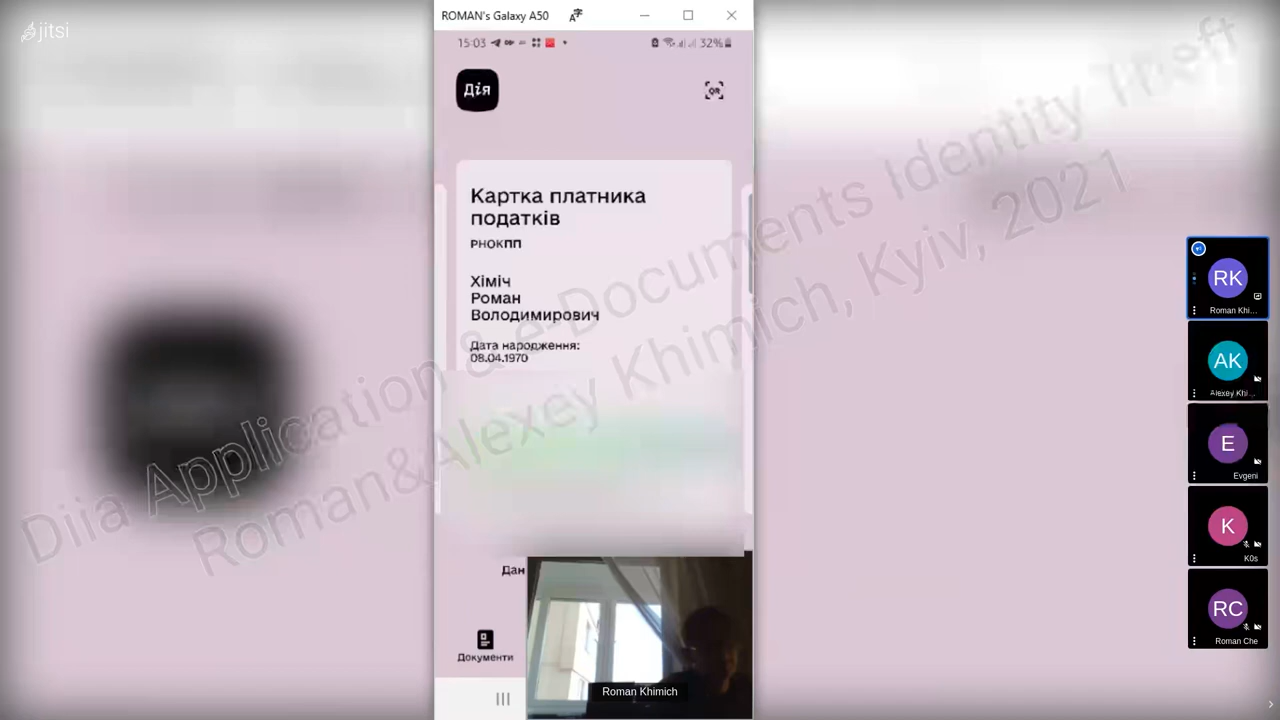 jitsi
ROMAN's Galaxy A50
15:03
32%
Дія
QR
Картка платника
податків
РНОКПП
Хіміч
Роман
Володимирович
Дата народження:
08.04.1970
Дан
Документи
Roman Khimich
Diia Application & e-Documents Identity Theft
Roman&Alexey Khimich, Kyiv, 2021
RK
Roman Khi...
AK
Alexey Khi...
E
Evgeni
K
K0s
RC
Roman Che